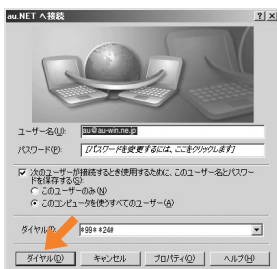 au.NET へ接続
ユーザー名(U):
au@au-win.ne.jp
パスワード(P):
[パスワードを変更するには、ここをクリックします]
次のユーザーが接続するとき使用するために、このユーザー名とパスワー
ドを保存する(S):
このユーザーのみ(N)
このコンピュータを使うすべてのユーザー(A)
ダイヤル(I):
*99**24#
ダイヤル(D)
キャンセル
プロパティ(O)
ヘルプ(H)